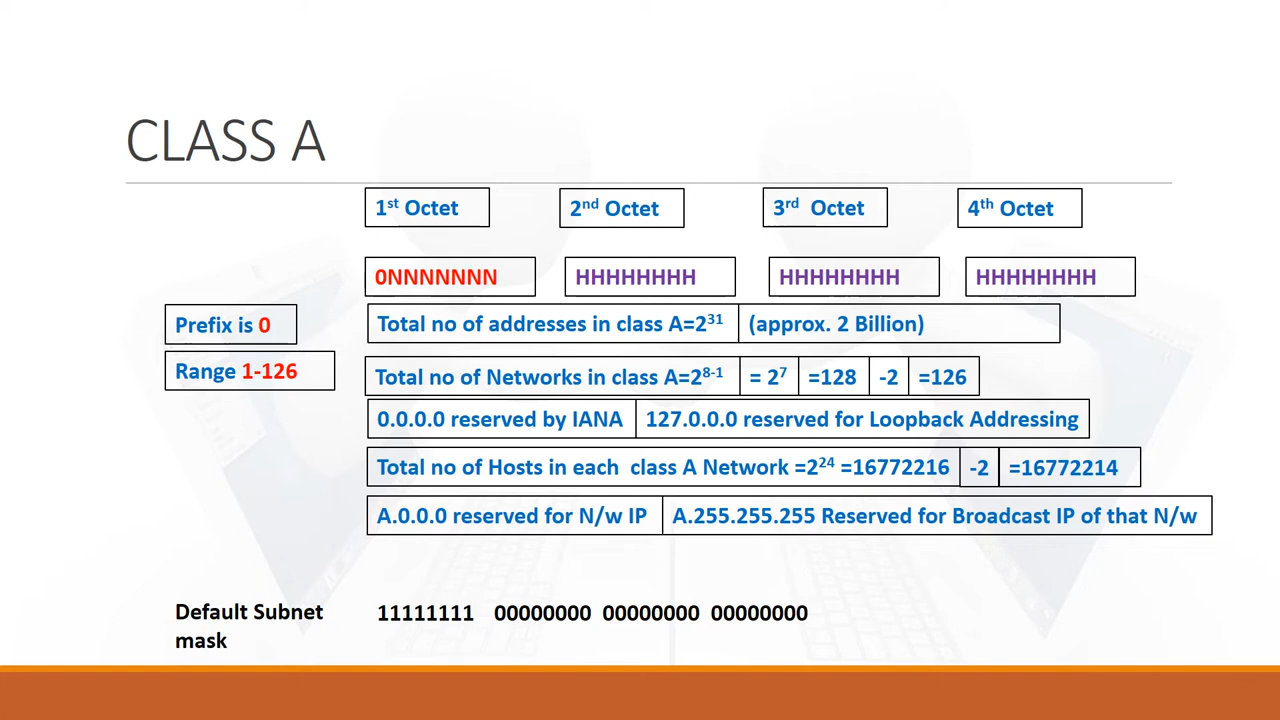 CLASS A
1st Octet 2nd Octet 3rd Octet 4th Octet
0NNNNNNN HHHHHHHH HHHHHHHH HHHHHHHH
Prefix is 0 Total no of addresses in class A=2^31 (approx. 2 Billion)
Range 1-126 Total no of Networks in class A=2^8-1 = 2^7 =128 -2 =126
0.0.0.0 reserved by IANA 127.0.0.0 reserved for Loopback Addressing
Total no of Hosts in each class A Network =2^24 =16772216 -2 =16772214
A.0.0.0 reserved for N/w IP A.255.255.255 Reserved for Broadcast IP of that N/w
Default Subnet mask 11111111 00000000 00000000 00000000